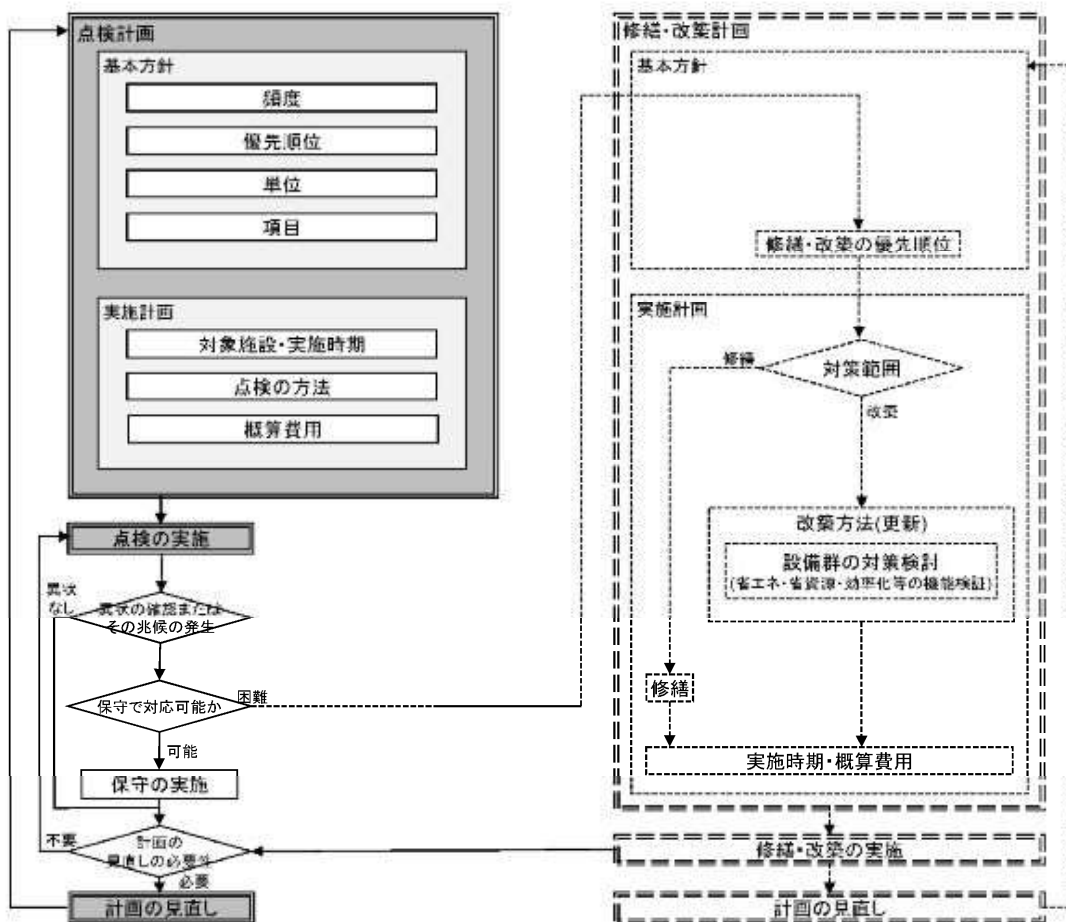 点検計画
基本方針
頻度
優先順位
単位
項目
実施計画
対象施設・実施時期
点検の方法
概算費用
点検の実施
異状
なし
異状の確認または
その兆候の発生
保守で対応可能か
困難
可能
保守の実施
不要
計画の
見直しの必要性
必要
計画の見直し
修繕・改築計画
基本方針
修繕・改築の優先順位
実施計画
対策範囲
修繕
改築
改築方法(更新)
設備群の対策検討
(省エネ・省資源・効率化等の機能検証)
修繕
実施時期・概算費用
修繕・改築の実施
計画の見直し